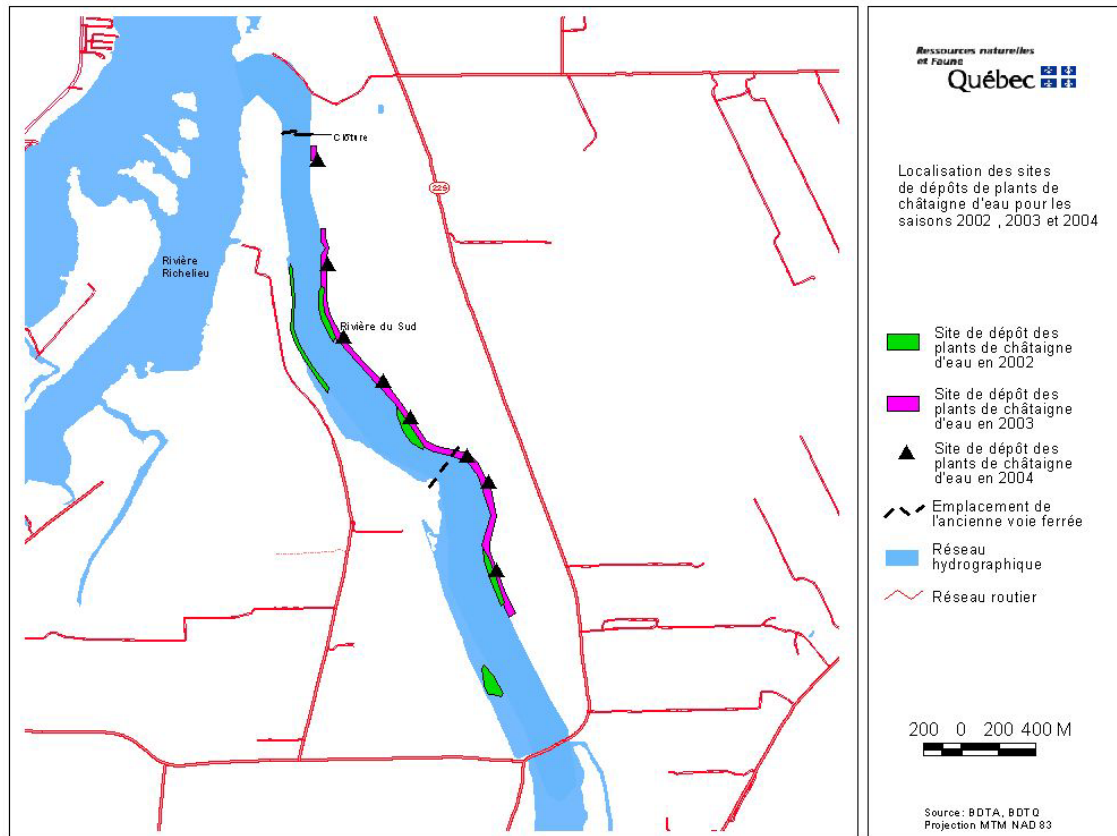 Clôture
226
Rivière
Richelieu
Rivière du Sud
Ressources naturelles
et Faune
Québec
Localisation des sites
de dépôts de plants de
châtaigne d'eau pour les
saisons 2002 , 2003 et 2004
Site de dépôt des
plants de châtaigne
d'eau en 2002
Site de dépôt des
plants de châtaigne
d'eau en 2003
Site de dépôt des
plants de châtaigne
d'eau en 2004
Emplacement de
l'ancienne voie ferrée
Réseau
hydrographique
Réseau routier
200 0 200 400 M
Source: BDTA, BDTQ
Projection MTM NAD 83